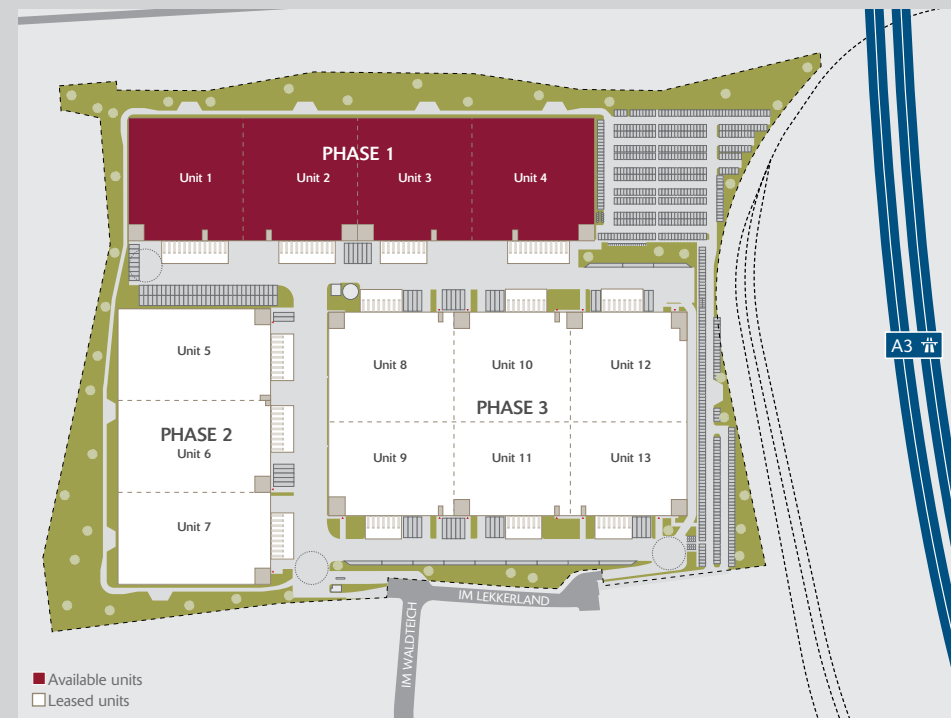 PHASE 1
Unit 1
Unit 2
Unit 3
Unit 4
A3
Unit 5
PHASE 2
Unit 6
Unit 7
Unit 8
Unit 10
Unit 12
PHASE 3
Unit 9
Unit 11
Unit 13
IM LEKKERLAND
IM WALDTEICH
Available units
Leased units